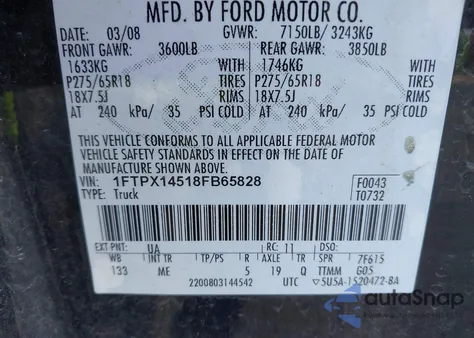 MFD. BY FORD MOTOR CO.
DATE: 03/08 GVWR: 7150LB/ 3243KG
FRONT GAWR: 3600LB REAR GAWR: 3850LB
1633KG WITH 1746KG WITH
P275/65R18 TIRES P275/65R18 TIRES
18X7.5J RIMS 18X7.5J RIMS
AT 240 kPa/ 35 PSI COLD AT 240 kPa/ 35 PSI COLD
THIS VEHICLE CONFORMS TO ALL APPLICABLE FEDERAL MOTOR
VEHICLE SAFETY STANDARDS IN EFFECT ON THE DATE OF
MANUFACTURE SHOWN ABOVE.
VIN: 1FTPX14518FB65828 F0043
TYPE: Truck T0732
EXT PNT: UA RC: 11 DSO: 7F615
WB INT TR TP/PS R AXLE TR SPR
133 ME 5 19 Q TTMM G05
2200803144542 UTC 5U5A-1520472-BA
autoSnap